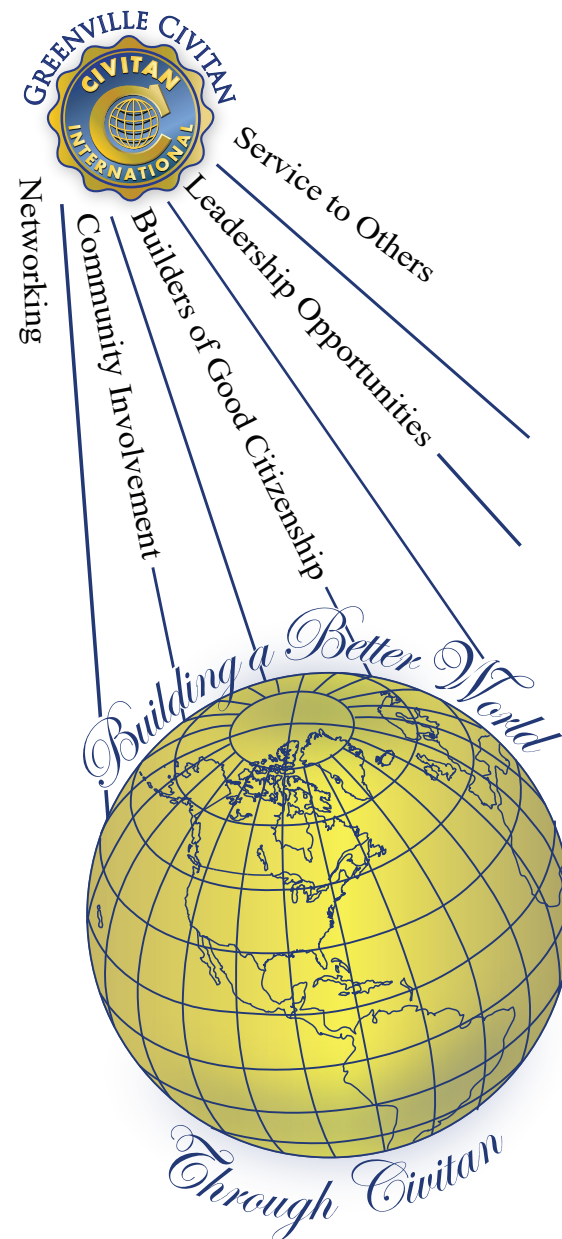 GREENVILLE CIVITAN
CIVITAN
C
INTERNATIONAL
Service to Others
Leadership Opportunities
Builders of Good Citizenship
Community Involvement
Networking
Building a Better World
Through Civitan